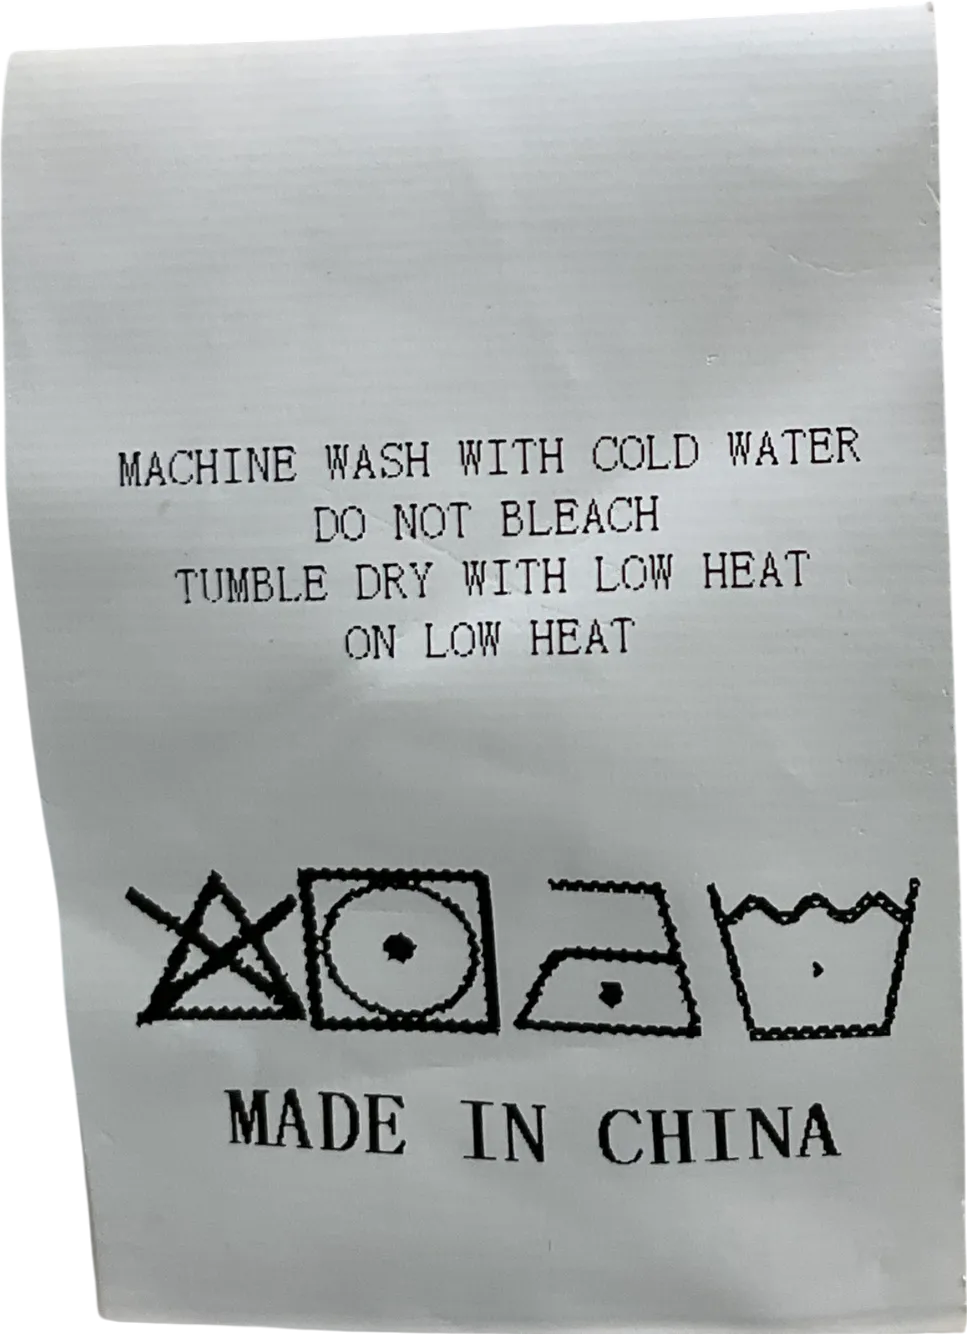 MACHINE WASH WITH COLD WATER
DO NOT BLEACH
TUMBLE DRY WITH LOW HEAT
ON LOW HEAT
MADE IN CHINA